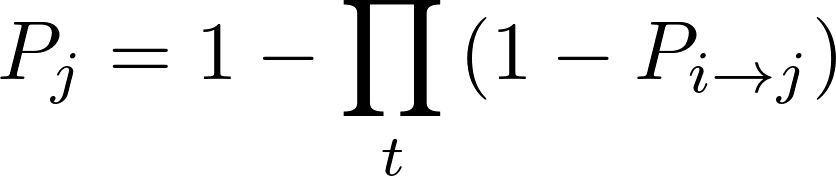 P_j = 1 − ∏_t (1 − P_{i→j})